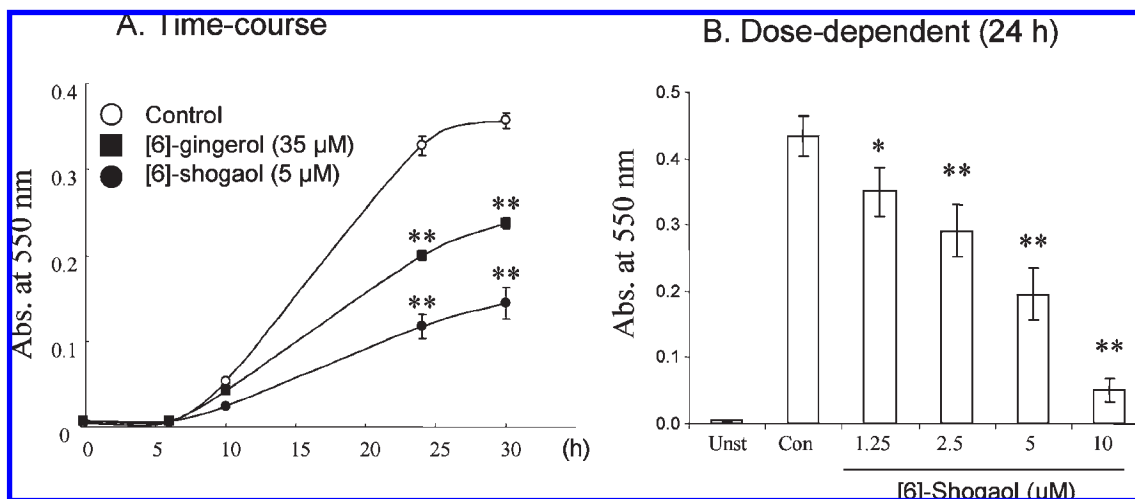 A. Time-course
Abs. at 550 nm
0.4
0.3
0.2
0.1
0
Control
[6]-gingerol (35 μM)
[6]-shogaol (5 μM)
**
**
**
**
0 5 10 15 20 25 30 (h)
B. Dose-dependent (24 h)
Abs. at 550 nm
0.5
0.4
0.3
0.2
0.1
0.0
*
**
**
**
Unst Con 1.25 2.5 5 10
[6]-Shogaol (μM)